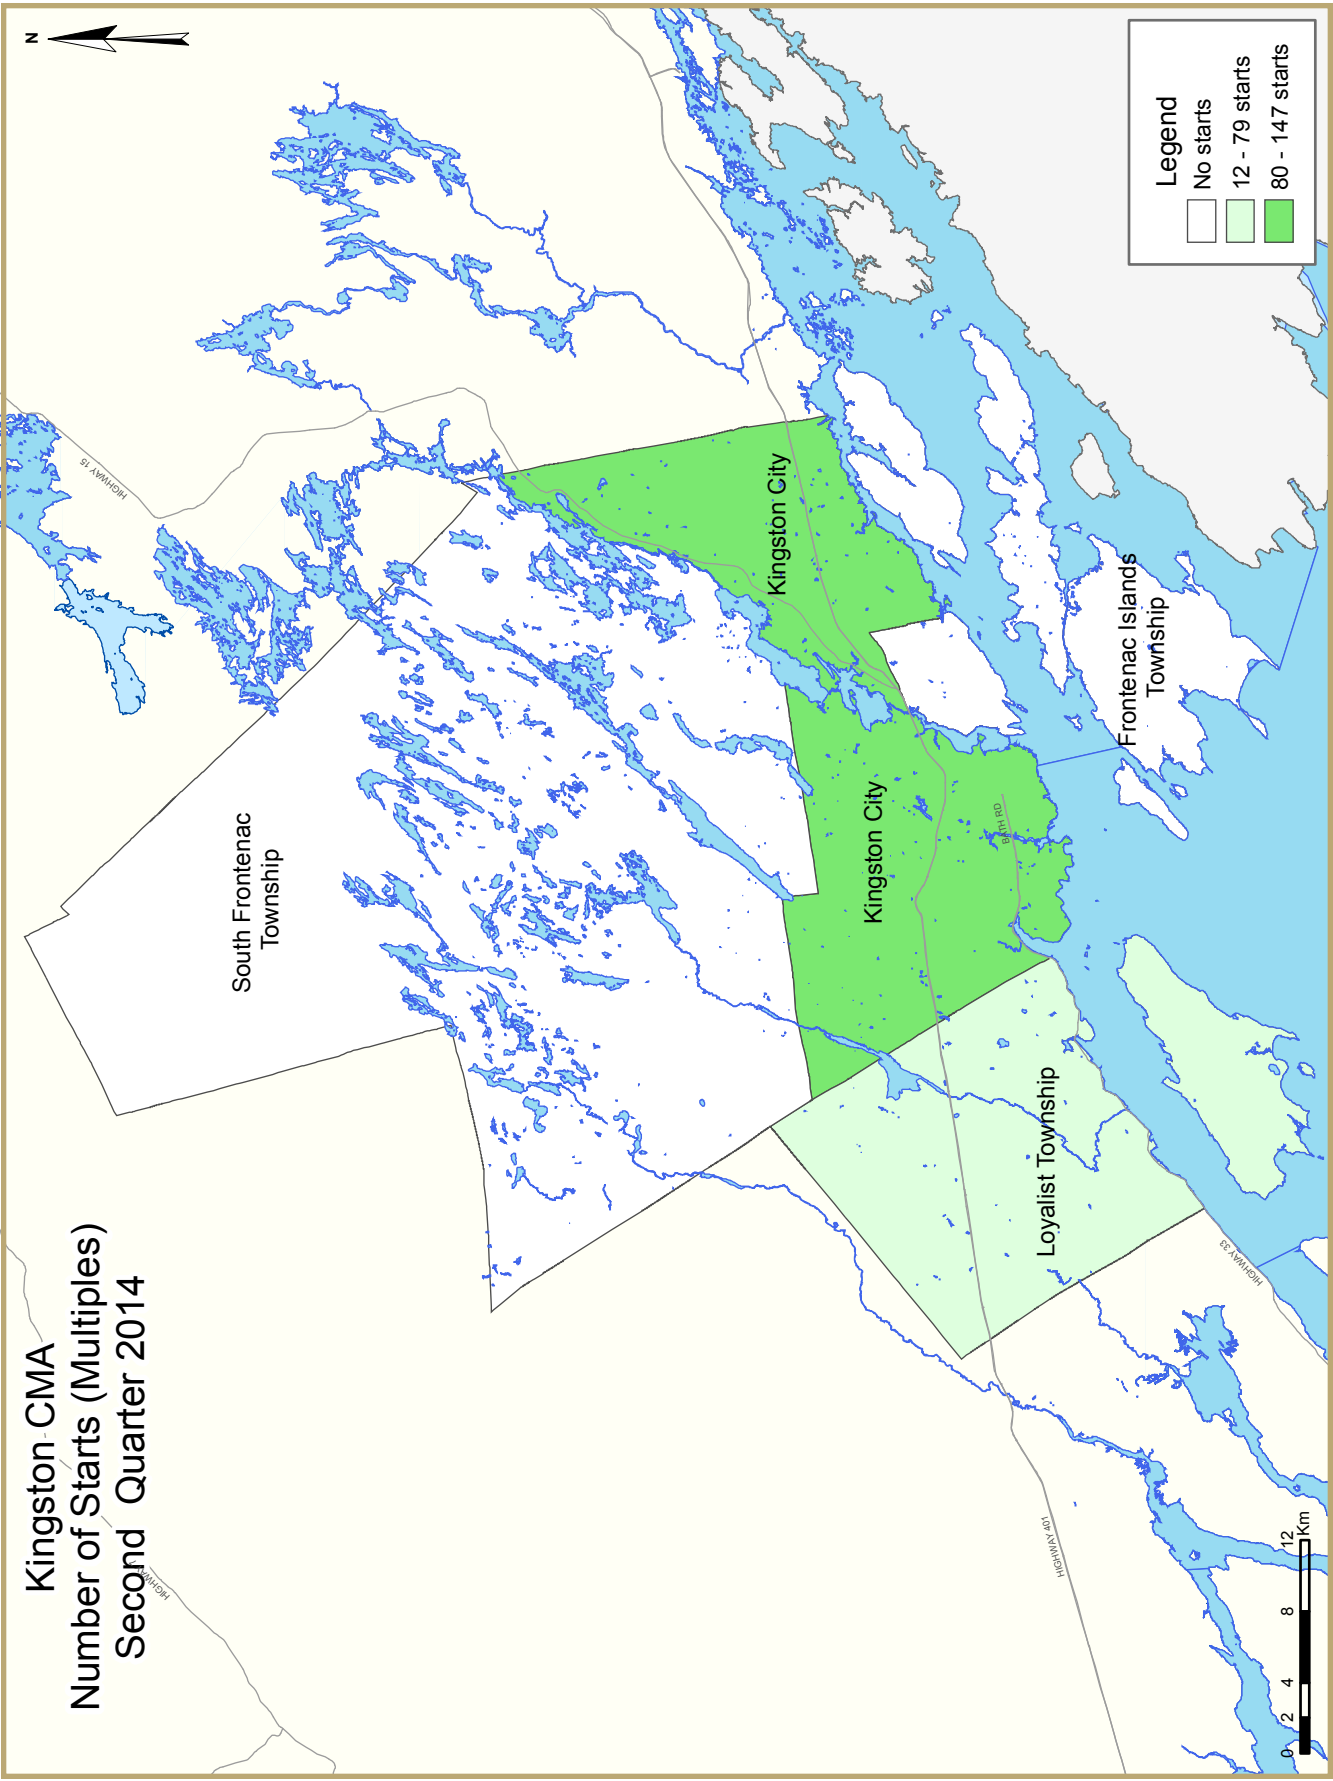 Kingston CMA
Number of Starts (Multiples)
Second Quarter 2014
N
HIGHWAY
HIGHWAY 15
South Frontenac
Township
Kingston City
Kingston City
BATH RD
Loyalist Township
Frontenac Islands
Township
HIGHWAY 33
HIGHWAY 401
0 2 4 8 12
Km
Legend
No starts
12 - 79 starts
80 - 147 starts